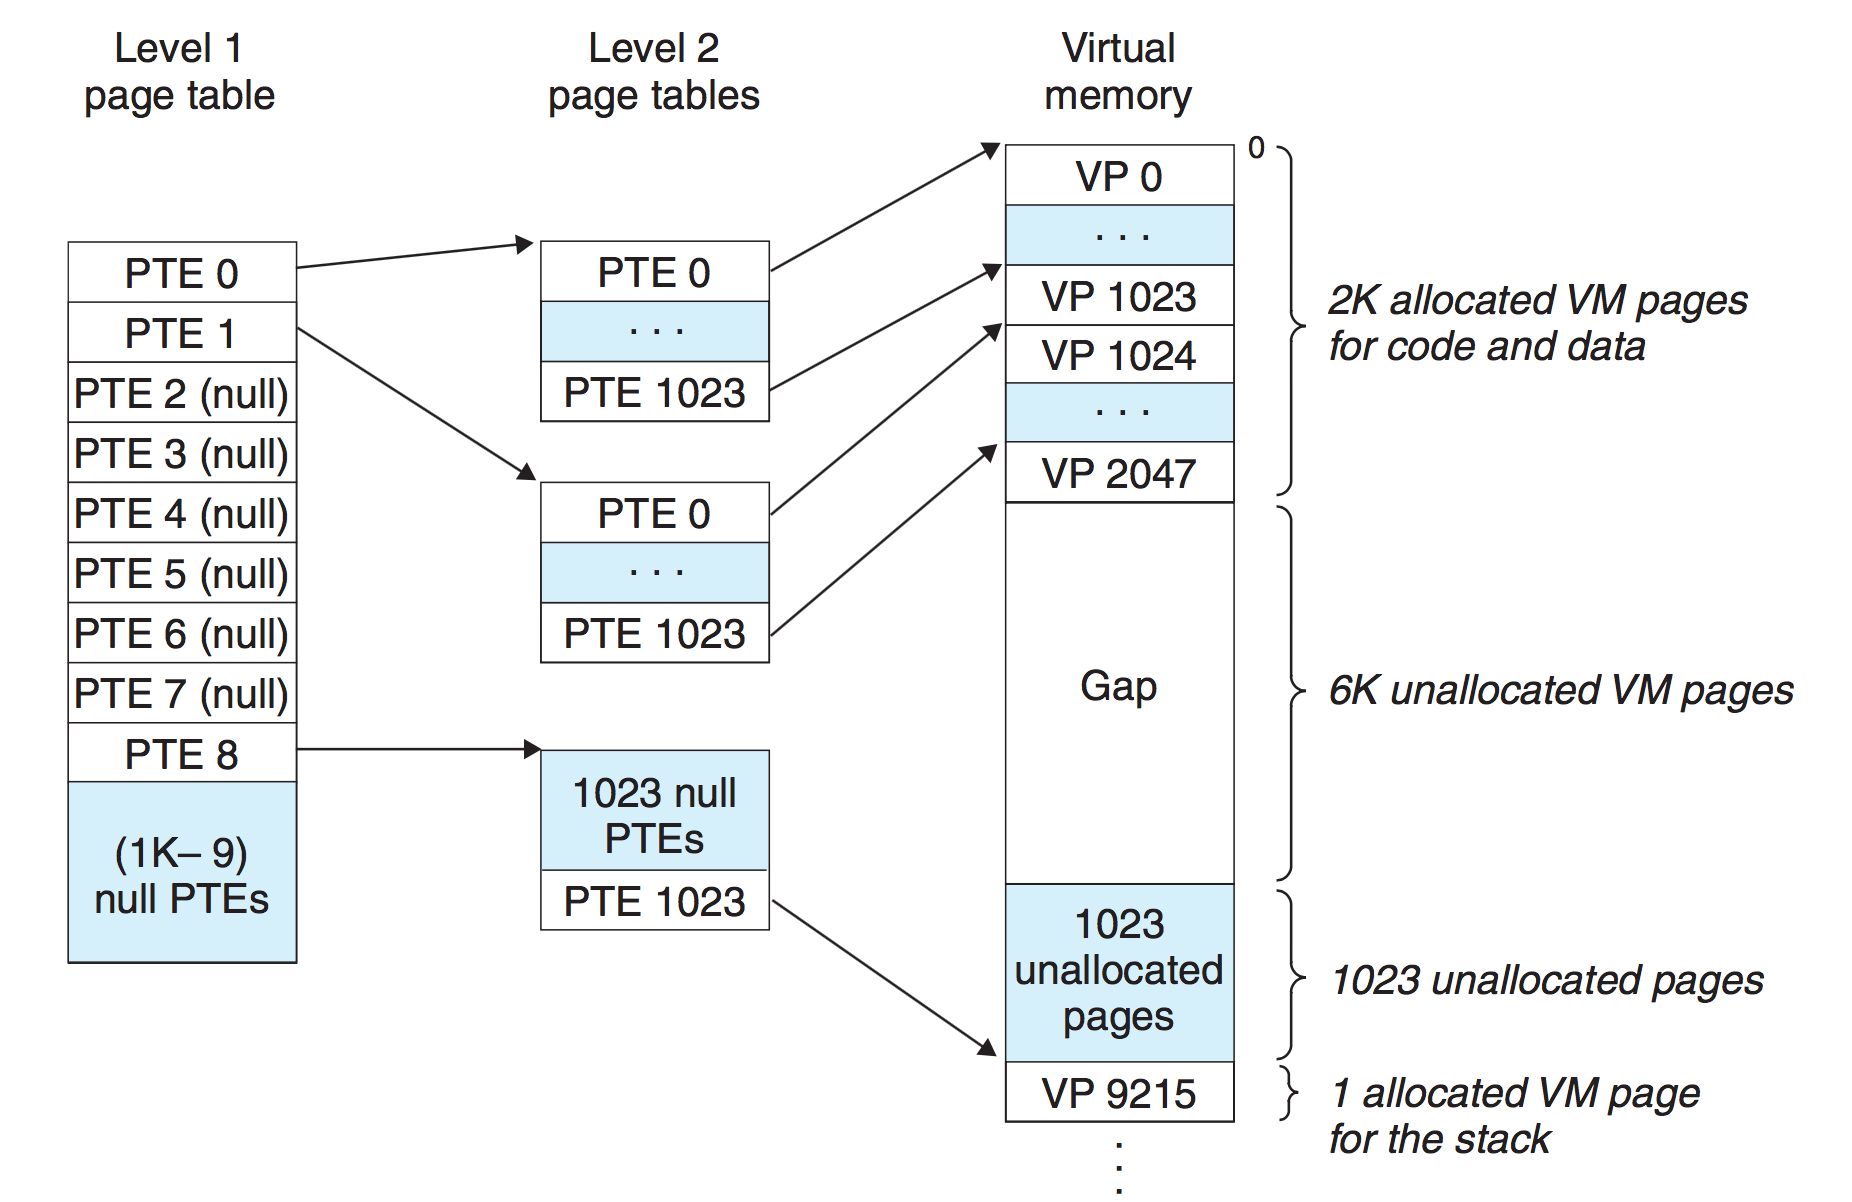 Level 1
page table
Level 2
page tables
Virtual
memory
PTE 0
PTE 1
PTE 2 (null)
PTE 3 (null)
PTE 4 (null)
PTE 5 (null)
PTE 6 (null)
PTE 7 (null)
PTE 8
(1K– 9)
null PTEs
PTE 0
. . .
PTE 1023
PTE 0
. . .
PTE 1023
1023 null
PTEs
PTE 1023
0
VP 0
. . .
VP 1023
VP 1024
. . .
VP 2047
Gap
1023
unallocated
pages
VP 9215
.
.
.
2K allocated VM pages
for code and data
6K unallocated VM pages
1023 unallocated pages
1 allocated VM page
for the stack